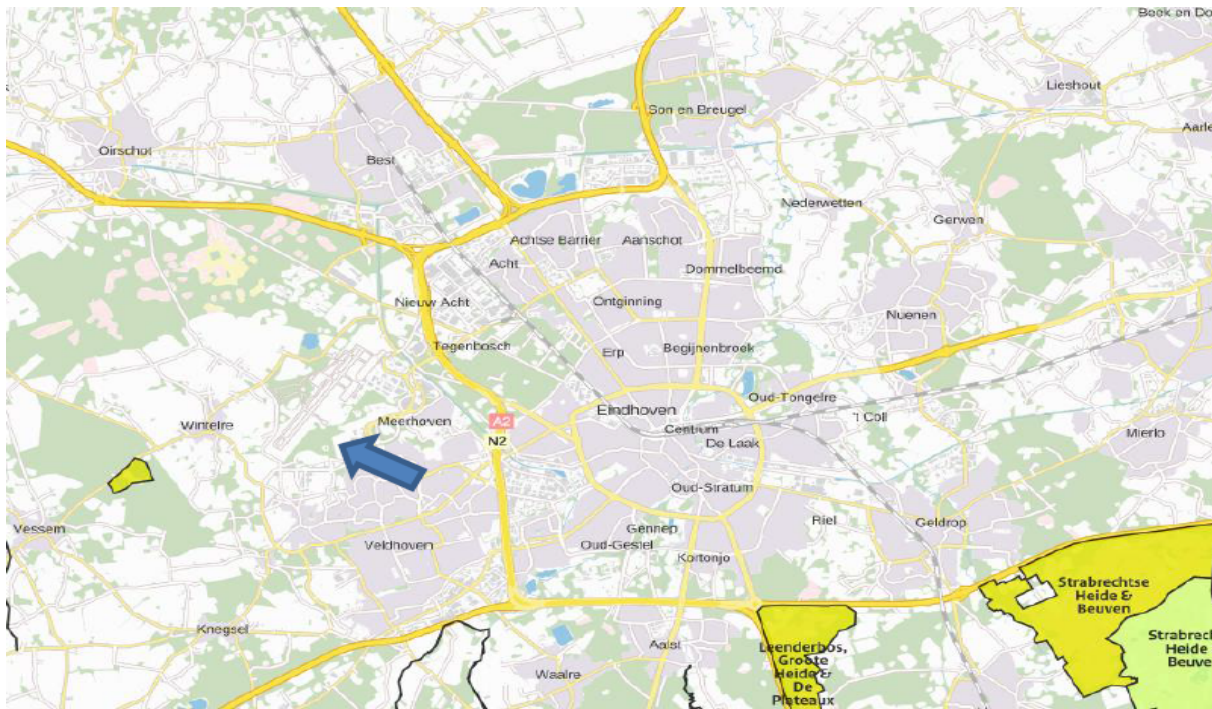 Beek en Do
Lieshout
Son en Breugel
Aarle
Oirschot
Best
Nederwetten
Gerwen
Achtse Barrier
Aanschot
Acht
Dommelbeemd
Nieuw Acht
Ontginning
Nuenen
Tegenbosch
Erp
Begijnenbroek
Oud-Tongelre
Eindhoven
't Coll
Wintelre
Meerhoven
A2
N2
Centrum
De Laak
Mierlo
Oud-Stratum
Vessem
Gennep
Riel
Geldrop
Veldhoven
Oud-Gestel
Kortonjo
Strabrechtse
Heide &
Beuven
Knegsel
Aalst
Leenderbos,
Groote
Heide &
De
Plateaux
Strabrech
Heide
Beuve
Waalre